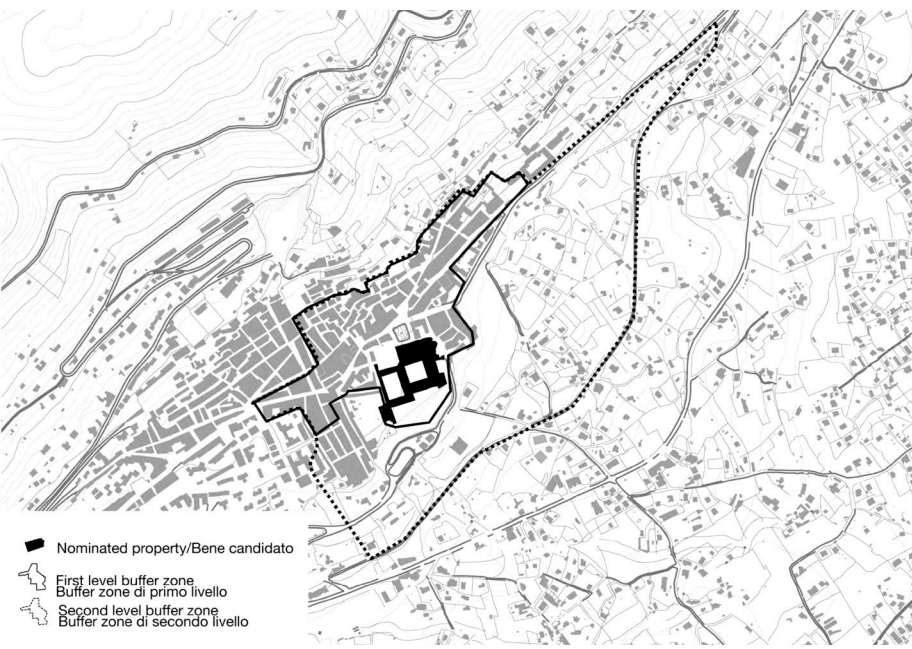 Nominated property/Bene candidato
First level buffer zone
Buffer zone di primo livello
Second level buffer zone
Buffer zone di secondo livello